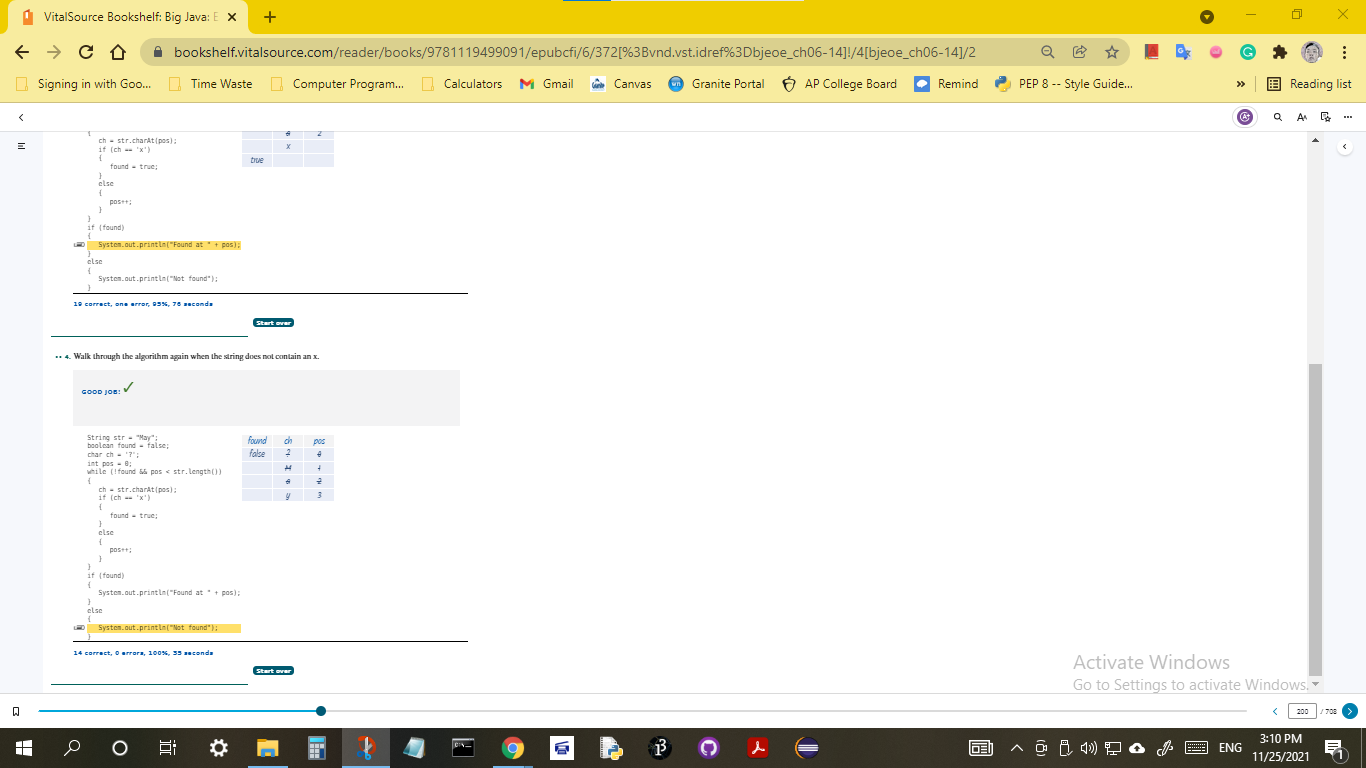 VitalSource Bookshelf: Big Java: E
bookshelf.vitalsource.com/reader/books/9781119499091/epubcfi/6/372[%3Bvnd.vst.idref%3Dbjeoe_ch06-14]!/4[bjeoe_ch06-14]/2
Signing in with Goo... Time Waste Computer Program... Calculators Gmail Canvas Granite Portal AP College Board Remind PEP 8 -- Style Guide... » Reading list
{
ch = str.charAt(pos);
if (ch == 'x')
{
found = true;
}
else
{
pos++;
}
}
if (found)
{
System.out.println("Found at " + pos);
}
else
{
System.out.println("Not found");
}
2
x
true
19 correct, one error, 95%, 76 seconds
Start over
•• 4. Walk through the algorithm again when the string does not contain an x.
GOOD JOB!
String str = "May";
boolean found = false;
char ch = '?';
int pos = 0;
while (!found && pos < str.length())
{
ch = str.charAt(pos);
if (ch == 'x')
{
found = true;
}
else
{
pos++;
}
}
if (found)
{
System.out.println("Found at " + pos);
}
else
{
System.out.println("Not found");
}
found ch pos
false ? 0
M 1
a 2
y 3
14 correct, 0 errors, 100%, 35 seconds
Start over
Activate Windows
Go to Settings to activate Windows.
200 / 708
ENG
3:10 PM
11/25/2021
1